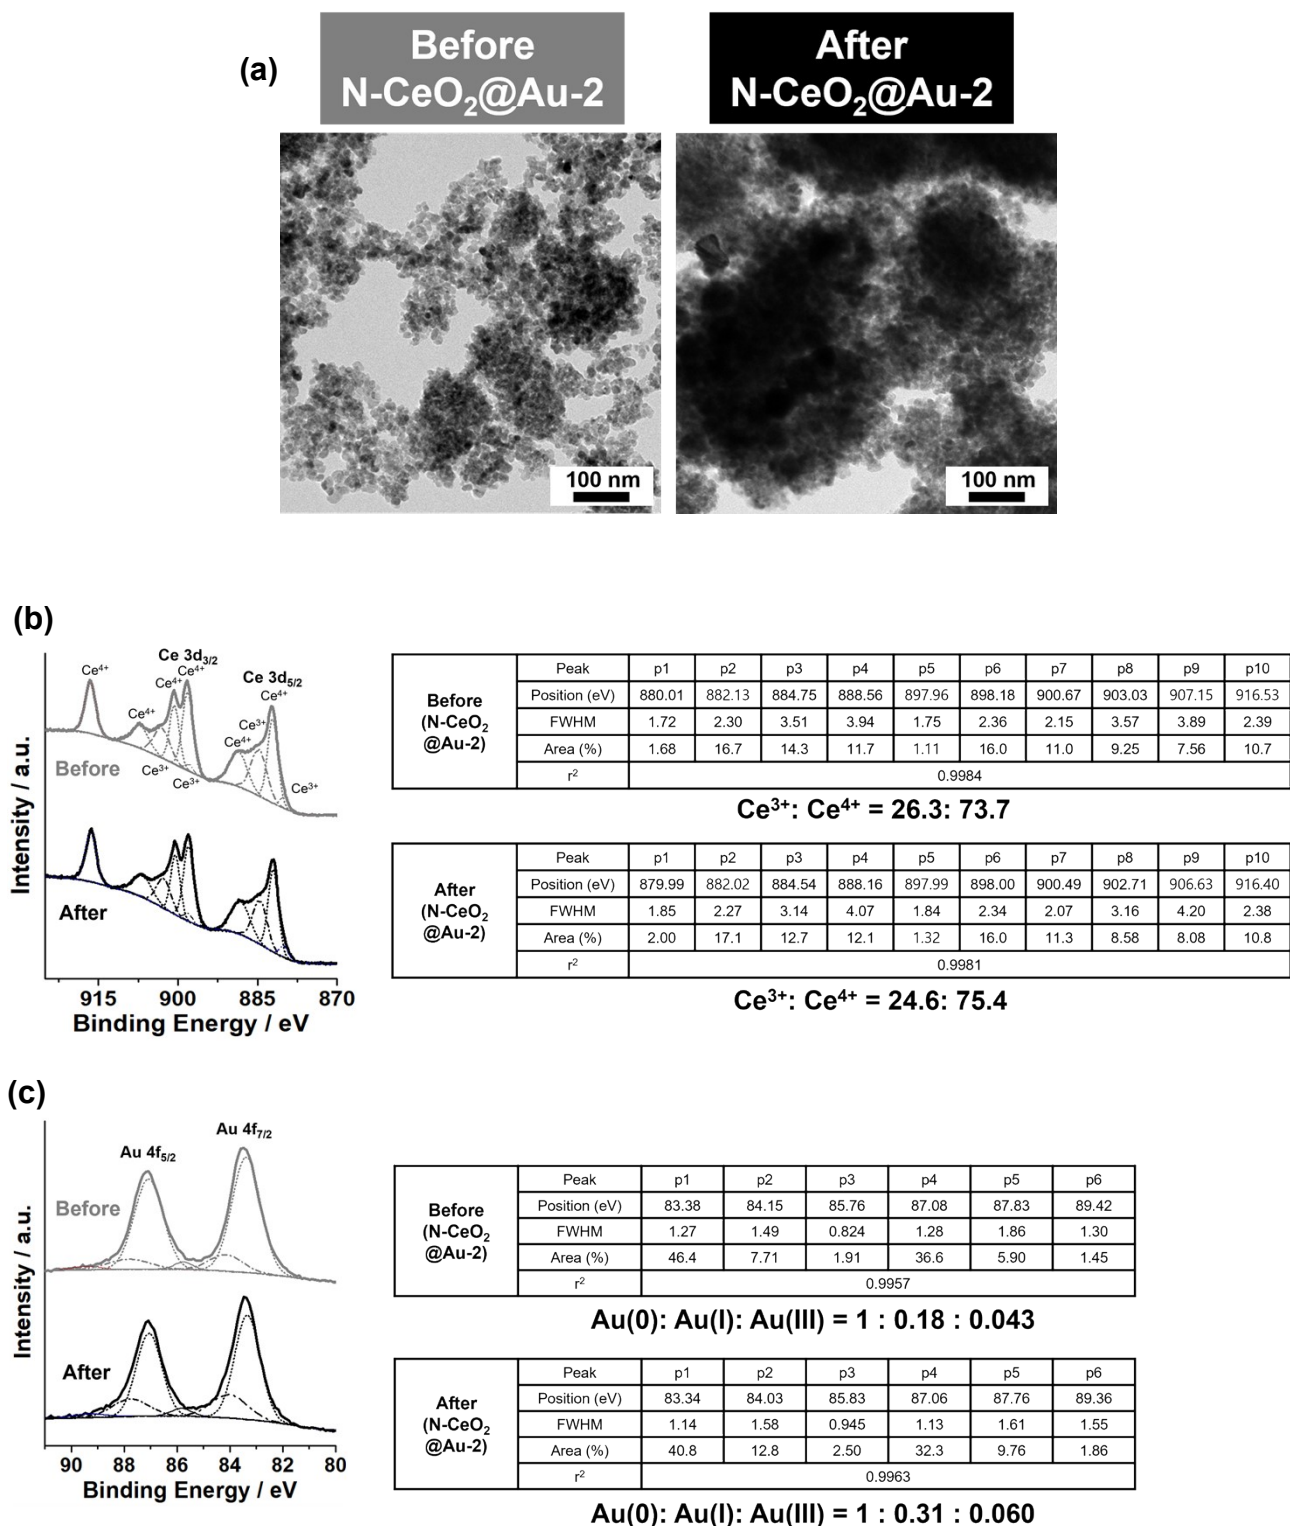 (a)
Before
N-CeO₂@Au-2
After
N-CeO₂@Au-2
100 nm
100 nm
(b)
Intensity / a.u.
Ce⁴⁺
Ce 3d₃/₂
Ce⁴⁺
Ce⁴⁺
Ce 3d₅/₂
Ce⁴⁺
Ce⁴⁺
Ce³⁺
Ce⁴⁺
Ce³⁺
Ce³⁺
Ce³⁺
Before
After
915 900 885 870
Binding Energy / eV
Before
(N-CeO₂
@Au-2)
Peak p1 p2 p3 p4 p5 p6 p7 p8 p9 p10
Position (eV) 880.01 882.13 884.75 888.56 897.96 898.18 900.67 903.03 907.15 916.53
FWHM 1.72 2.30 3.51 3.94 1.75 2.36 2.15 3.57 3.89 2.39
Area (%) 1.68 16.7 14.3 11.7 1.11 16.0 11.0 9.25 7.56 10.7
r² 0.9984
Ce³⁺: Ce⁴⁺ = 26.3: 73.7
After
(N-CeO₂
@Au-2)
Peak p1 p2 p3 p4 p5 p6 p7 p8 p9 p10
Position (eV) 879.99 882.02 884.54 888.16 897.99 898.00 900.49 902.71 906.63 916.40
FWHM 1.85 2.27 3.14 4.07 1.84 2.34 2.07 3.16 4.20 2.38
Area (%) 2.00 17.1 12.7 12.1 1.32 16.0 11.3 8.58 8.08 10.8
r² 0.9981
Ce³⁺: Ce⁴⁺ = 24.6: 75.4
(c)
Intensity / a.u.
Au 4f₇/₂
Au 4f₅/₂
Before
After
90 88 86 84 82 80
Binding Energy / eV
Before
(N-CeO₂
@Au-2)
Peak p1 p2 p3 p4 p5 p6
Position (eV) 83.38 84.15 85.76 87.08 87.83 89.42
FWHM 1.27 1.49 0.824 1.28 1.86 1.30
Area (%) 46.4 7.71 1.91 36.6 5.90 1.45
r² 0.9957
Au(0): Au(I): Au(III) = 1 : 0.18 : 0.043
After
(N-CeO₂
@Au-2)
Peak p1 p2 p3 p4 p5 p6
Position (eV) 83.34 84.03 85.83 87.06 87.76 89.36
FWHM 1.14 1.58 0.945 1.13 1.61 1.55
Area (%) 40.8 12.8 2.50 32.3 9.76 1.86
r² 0.9963
Au(0): Au(I): Au(III) = 1 : 0.31 : 0.060